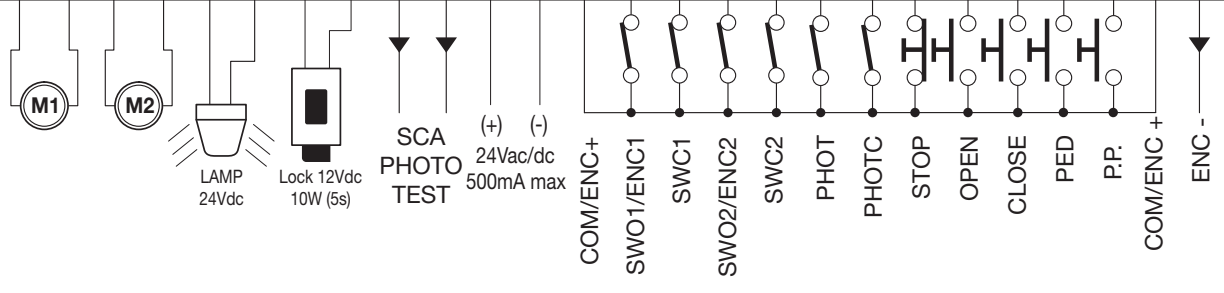 M1
M2
LAMP
24Vdc
Lock 12Vdc
10W (5s)
SCA
PHOTO
TEST
(+) (-)
24Vac/dc
500mA max
COM/ENC+
SWO1/ENC1
SWC1
SWO2/ENC2
SWC2
PHOT
PHOTC
STOP
OPEN
CLOSE
PED
P.P.
COM/ENC +
ENC -